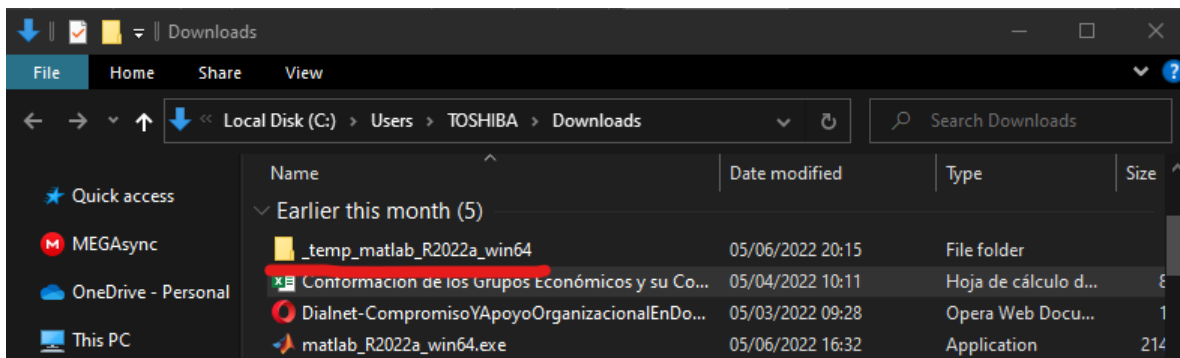 Downloads
File Home Share View
Local Disk (C:) Users TOSHIBA Downloads Search Downloads
Name Date modified Type Size
Quick access
Earlier this month (5)
MEGAsync
_temp_matlab_R2022a_win64 05/06/2022 20:15 File folder
Conformacion de los Grupos Económicos y su Co... 05/04/2022 10:11 Hoja de cálculo d...
OneDrive - Personal
Dialnet-CompromisoYApoyoOrganizacionalEnDo... 05/03/2022 09:28 Opera Web Docu...
This PC
matlab_R2022a_win64.exe 05/06/2022 16:32 Application 214